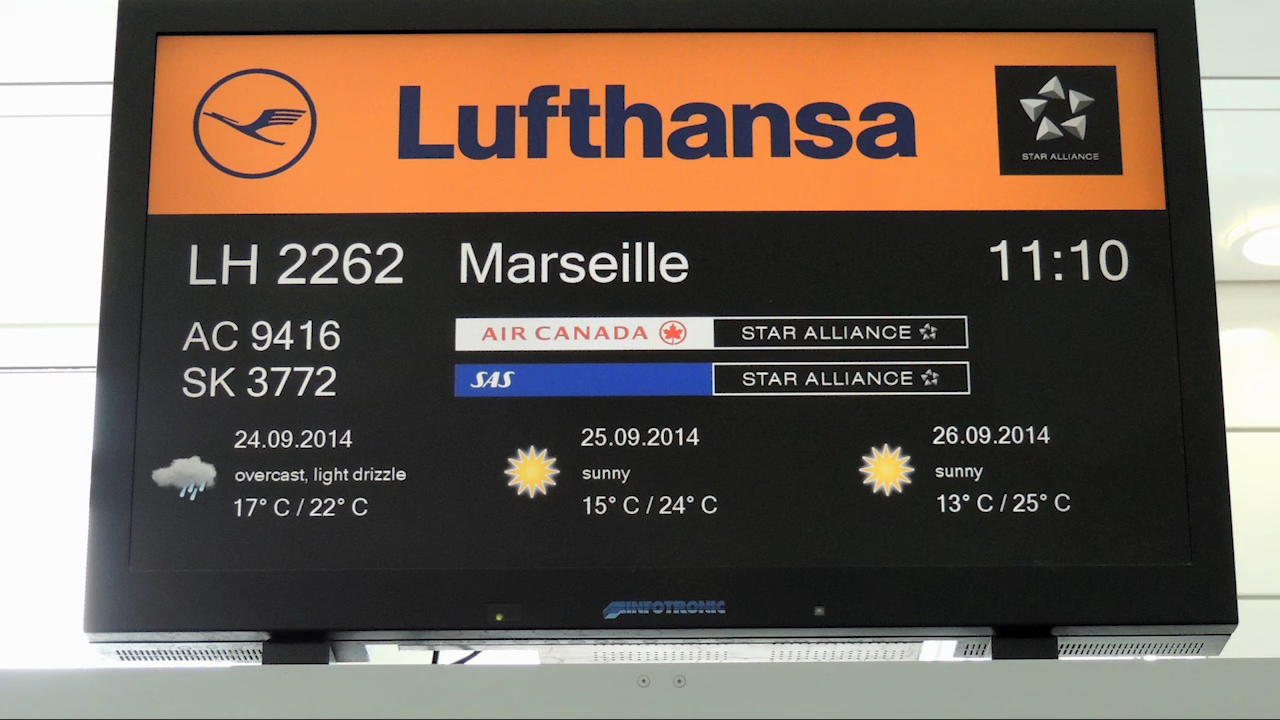 Lufthansa
STAR ALLIANCE
LH 2262 Marseille 11:10
AC 9416 AIR CANADA STAR ALLIANCE
SK 3772 SAS STAR ALLIANCE
24.09.2014 25.09.2014 26.09.2014
overcast, light drizzle sunny sunny
17° C / 22° C 15° C / 24° C 13° C / 25° C
INFOTRONIC